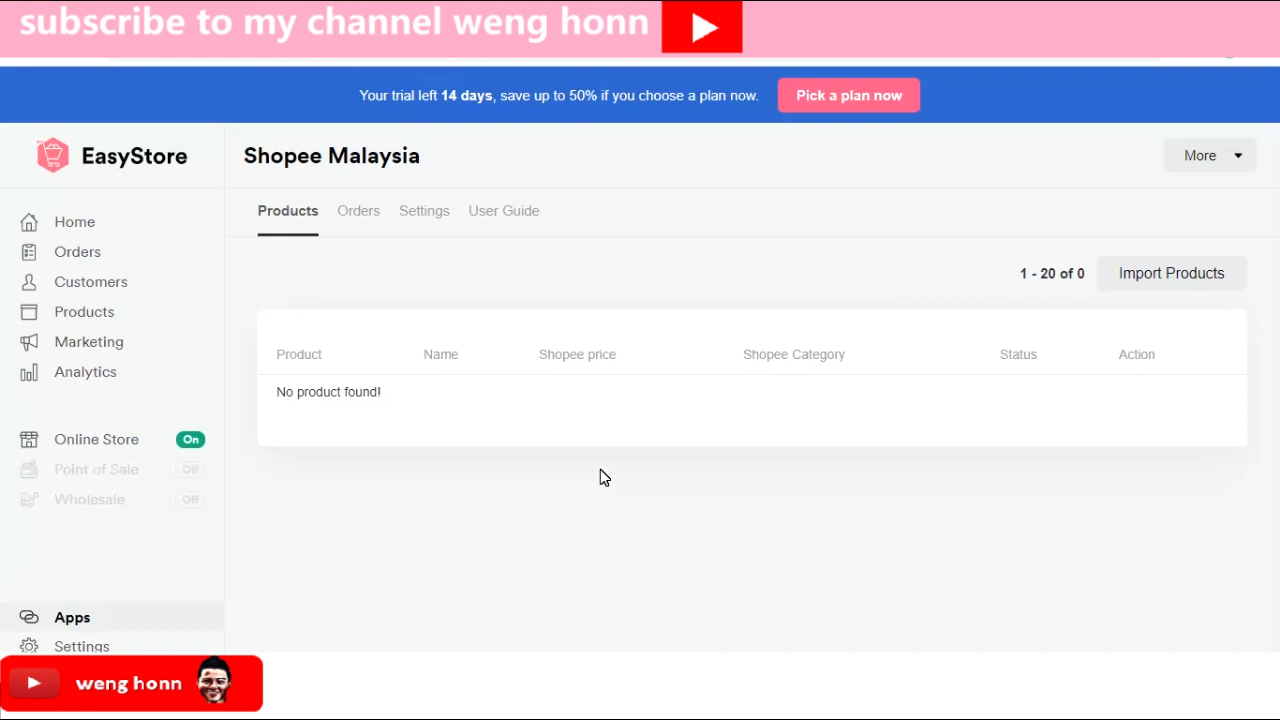 subscribe to my channel weng honn
Your trial left 14 days, save up to 50% if you choose a plan now.
Pick a plan now
EasyStore
Shopee Malaysia
More
Home
Orders
Customers
Products
Marketing
Analytics
Online Store On
Point of Sale Off
Wholesale Off
Apps
Settings
Products Orders Settings User Guide
1 - 20 of 0
Import Products
Product Name Shopee price Shopee Category Status Action
No product found!
weng honn